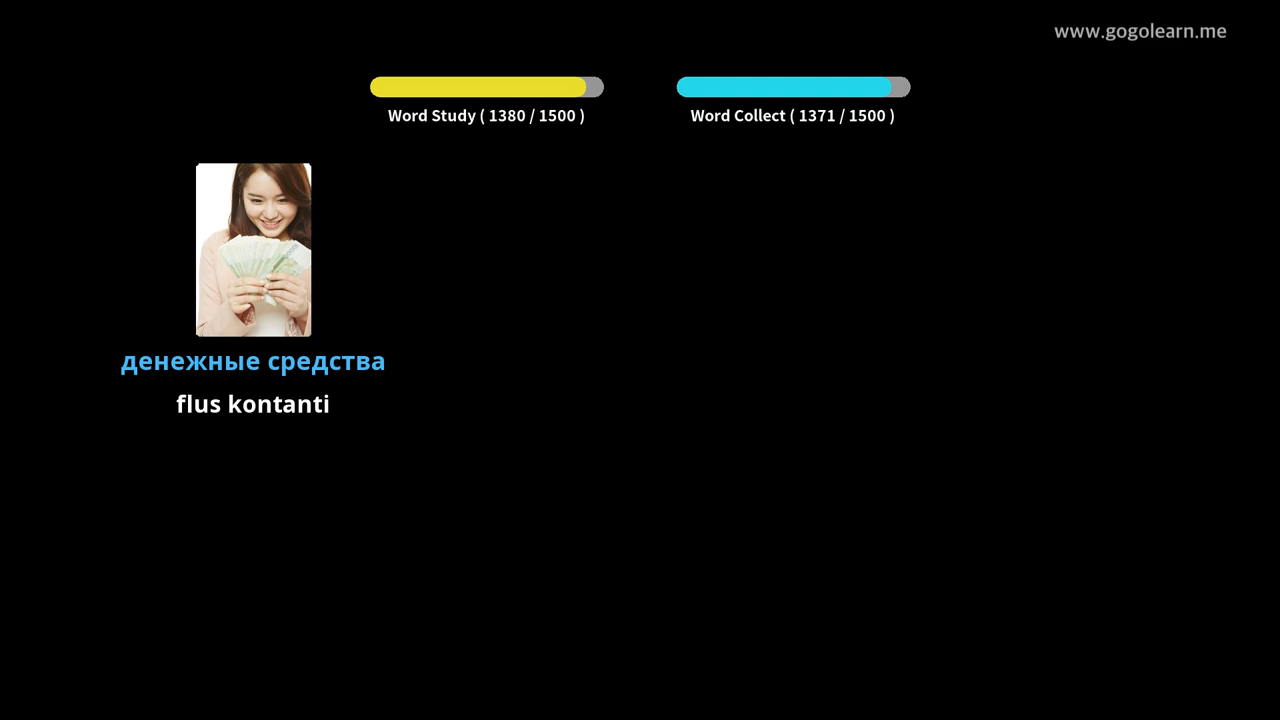 www.gogolearn.me
Word Study ( 1380 / 1500 )
Word Collect ( 1371 / 1500 )
денежные средства
flus kontanti